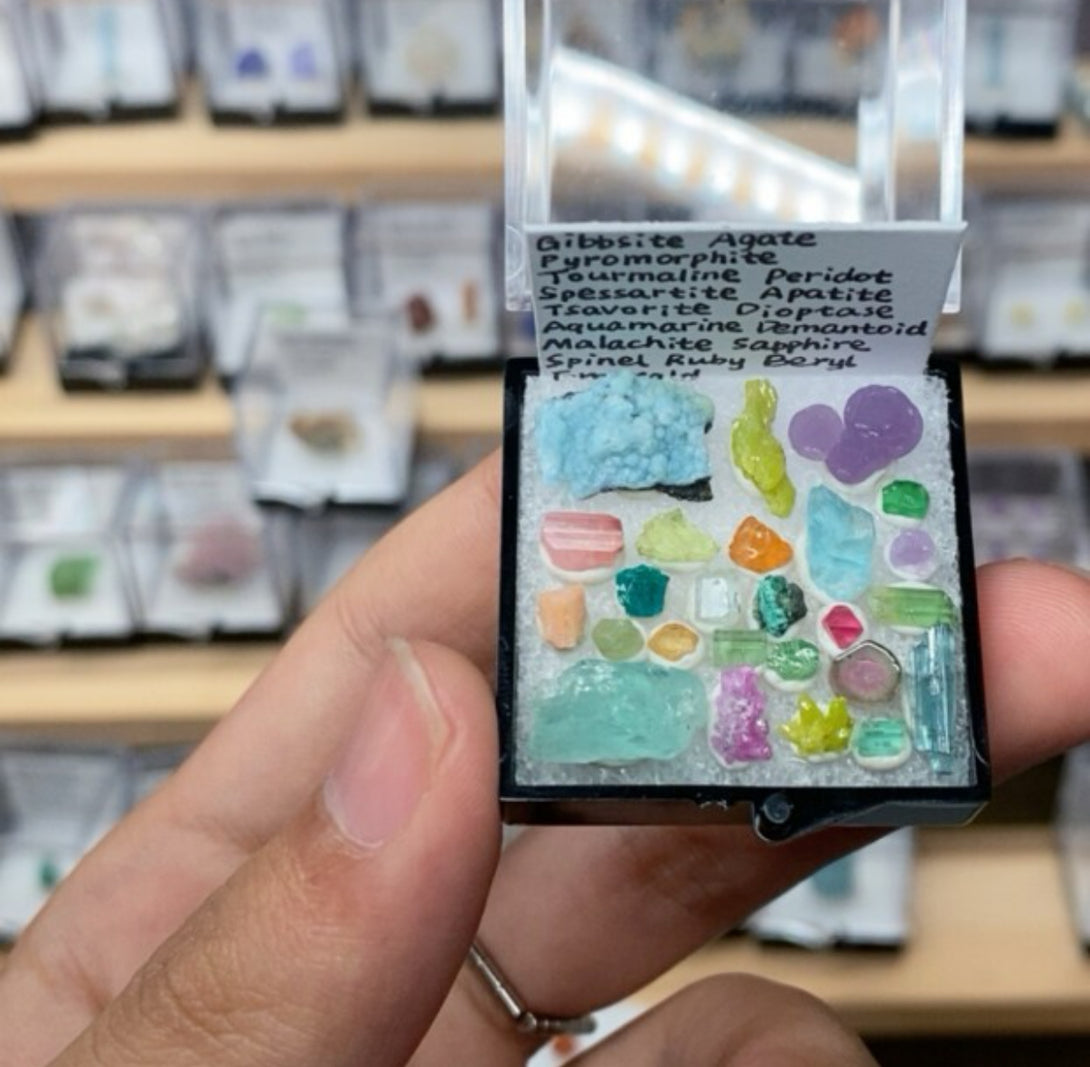 Gibbsite Agate
Pyromorphite
Tourmaline Peridot
Spessartite Apatite
Tsavorite Dioptase
Aquamarine Demantoid
Malachite Sapphire
Spinel Ruby Beryl